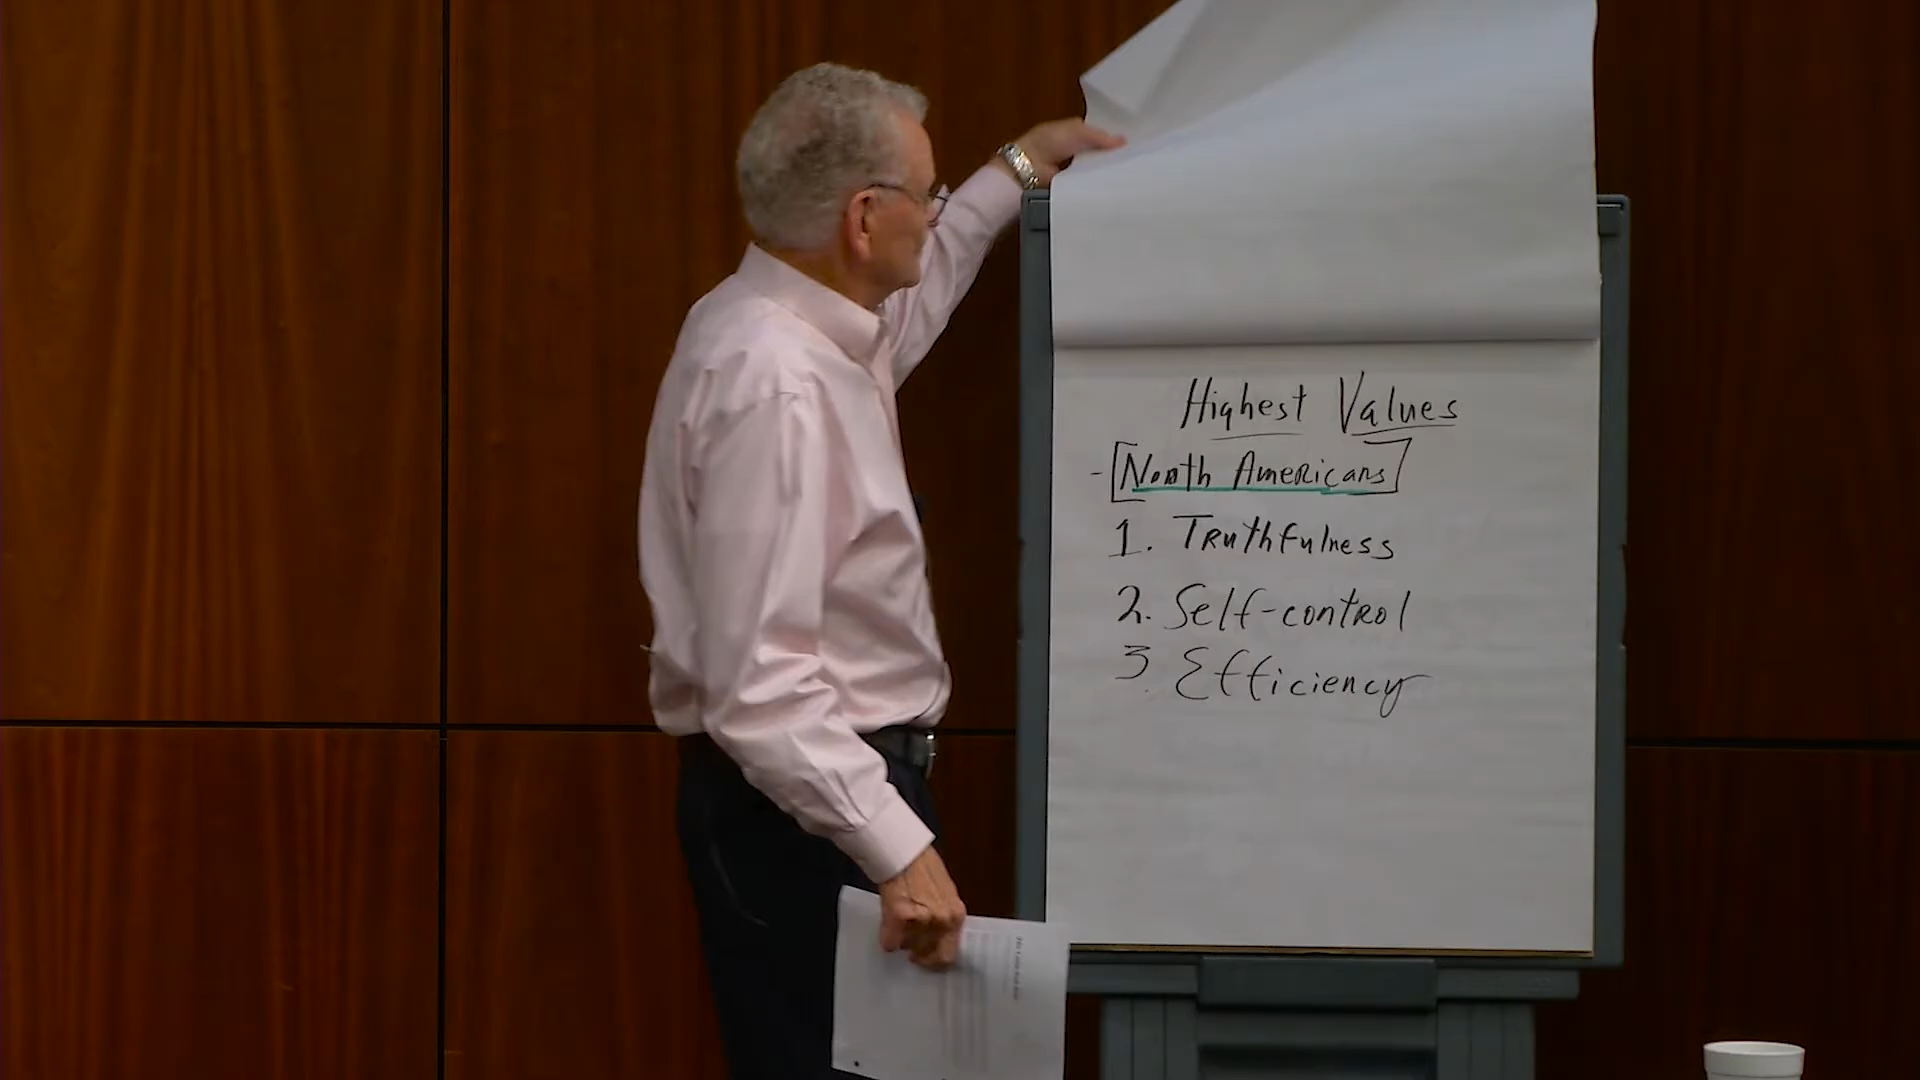 Highest Values
- North Americans
1. Truthfulness
2. Self-control
3. Efficiency